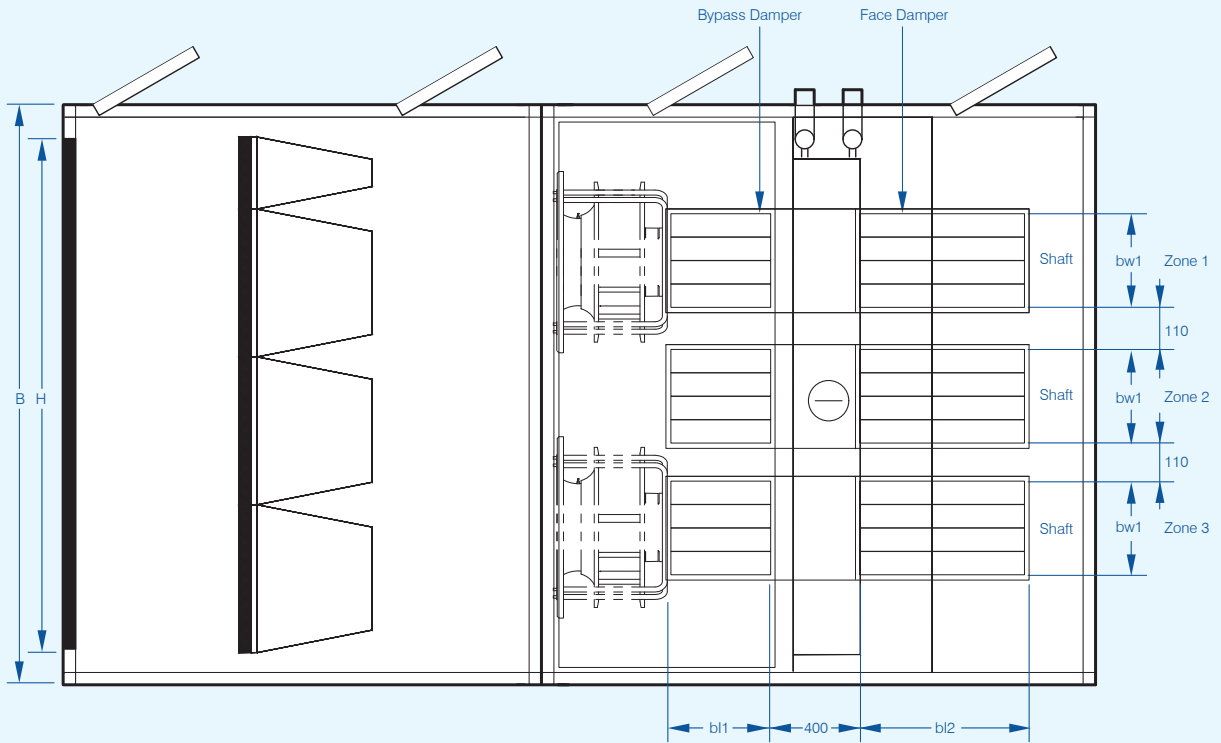 Bypass Damper Face Damper
Shaft bw1 Zone 1
110
B H Shaft bw1 Zone 2
110
Shaft bw1 Zone 3
bl1 400 bl2